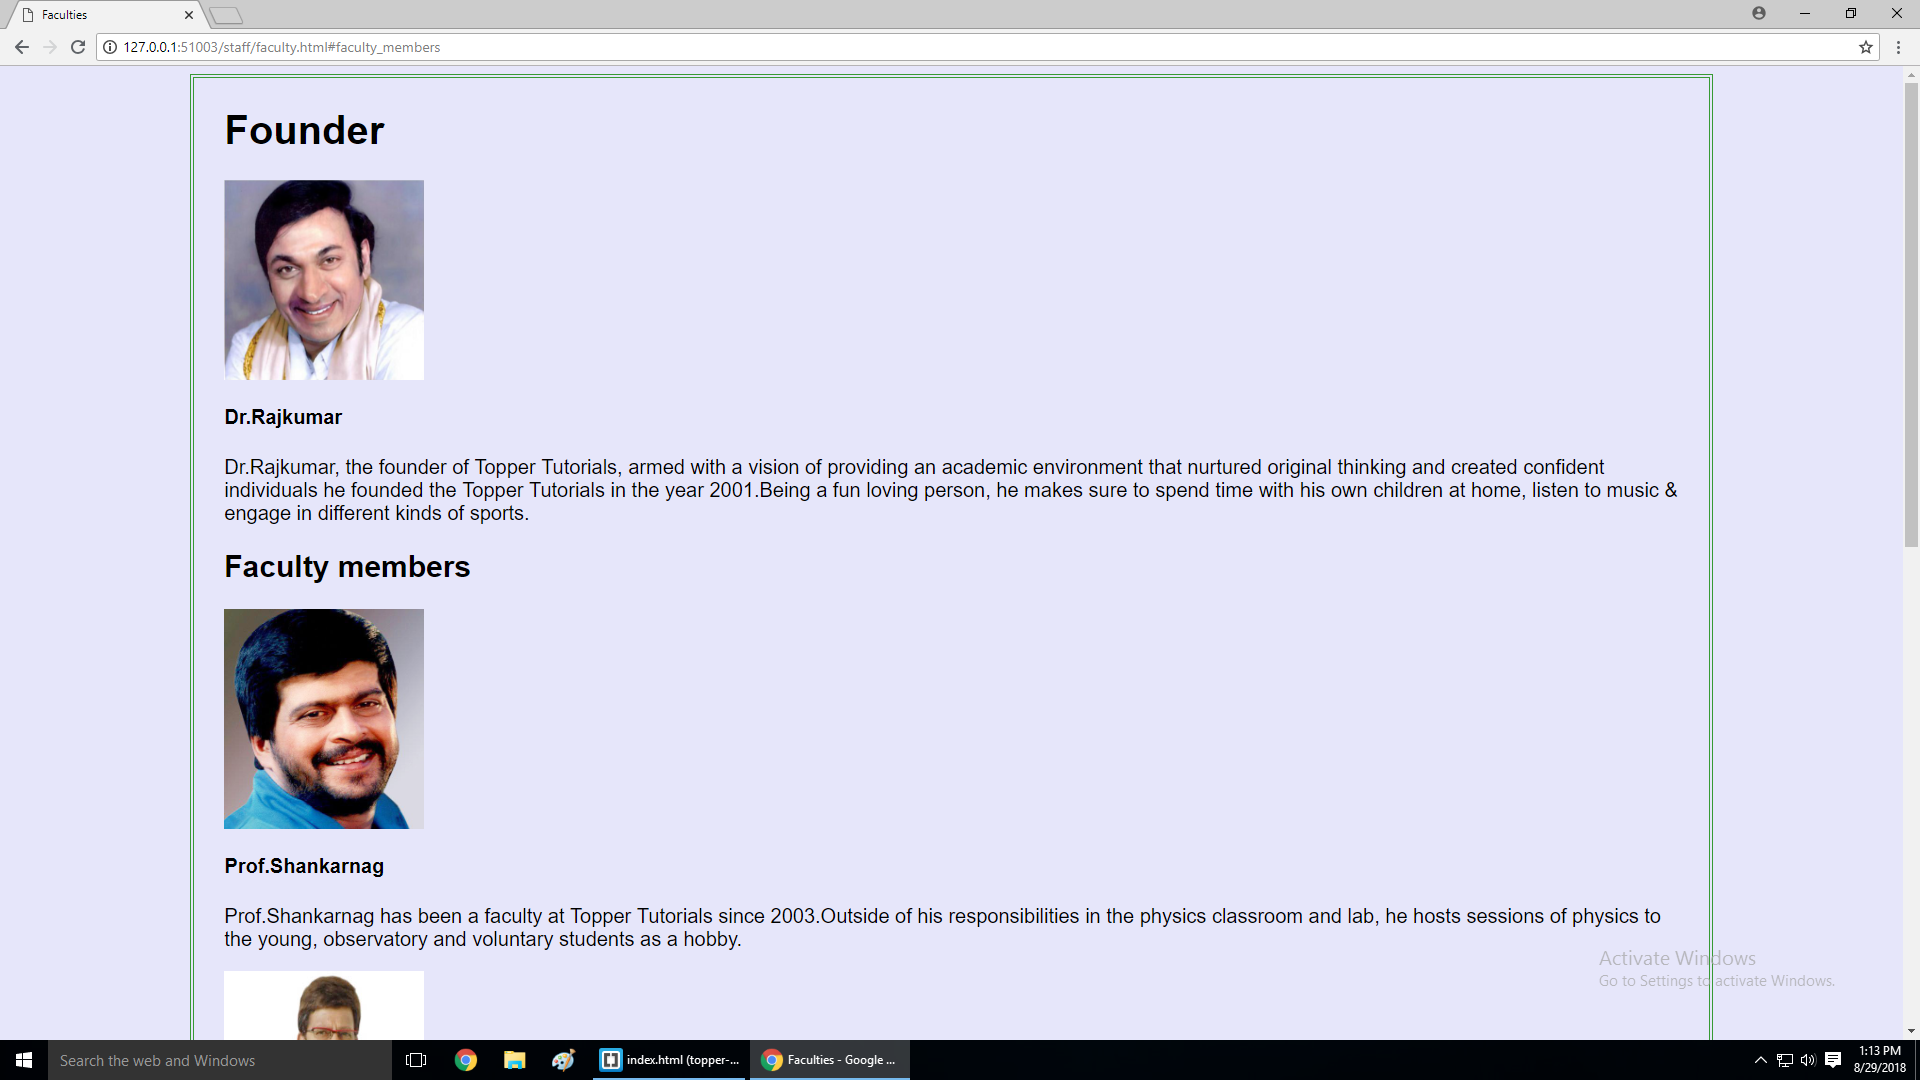 Faculties
127.0.0.1:51003/staff/faculty.html#faculty_members
Founder
Dr.Rajkumar
Dr.Rajkumar, the founder of Topper Tutorials, armed with a vision of providing an academic environment that nurtured original thinking and created confident
individuals he founded the Topper Tutorials in the year 2001.Being a fun loving person, he makes sure to spend time with his own children at home, listen to music &
engage in different kinds of sports.
Faculty members
Prof.Shankarnag
Prof.Shankarnag has been a faculty at Topper Tutorials since 2003.Outside of his responsibilities in the physics classroom and lab, he hosts sessions of physics to
the young, observatory and voluntary students as a hobby.
Activate Windows
Go to Settings to activate Windows.
Search the web and Windows
index.html (topper-...
Faculties - Google ...
1:13 PM
8/29/2018